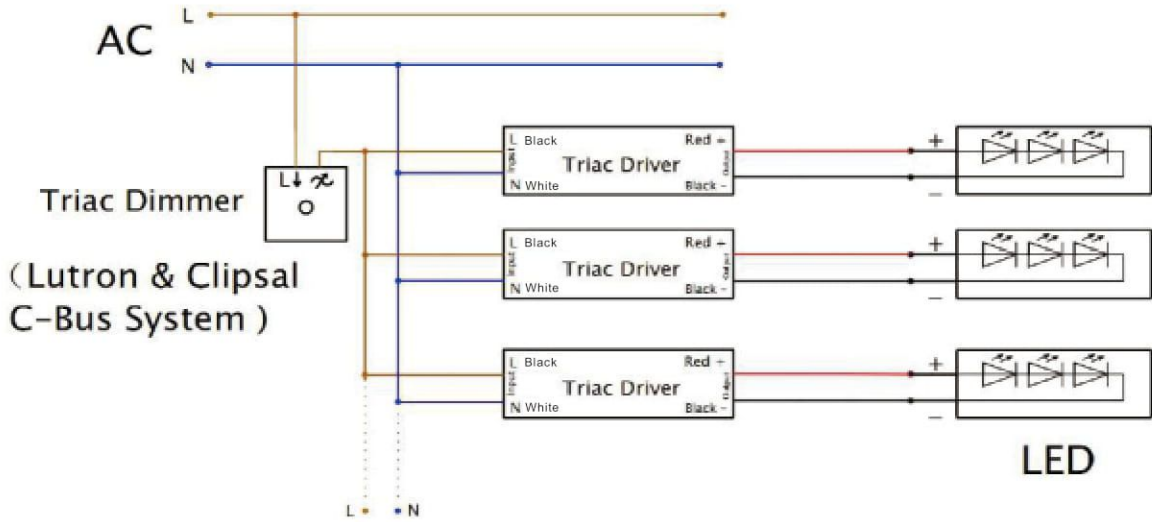 L
AC
N
L Black
Input
N White
Triac Driver
Red +
Output
Black -
+
-
L
Triac Dimmer
(Lutron & Clipsal
C-Bus System )
L Black
Input
N White
Triac Driver
Red +
Output
Black -
+
-
L Black
Input
N White
Triac Driver
Red +
Output
Black -
+
-
LED
L
N